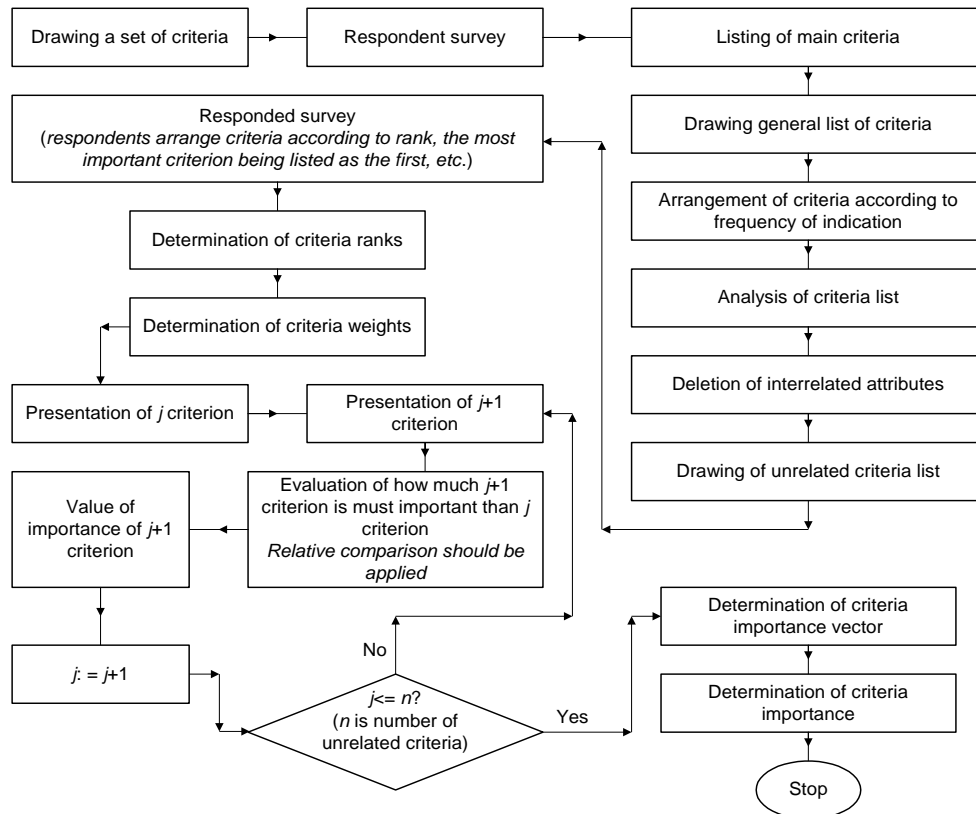 Drawing a set of criteria
Respondent survey
Listing of main criteria
Drawing general list of criteria
Arrangement of criteria according to
frequency of indication
Analysis of criteria list
Deletion of interrelated attributes
Drawing of unrelated criteria list
Responded survey
(respondents arrange criteria according to rank, the most
important criterion being listed as the first, etc.)
Determination of criteria ranks
Determination of criteria weights
Presentation of j criterion
Presentation of j+1
criterion
Evaluation of how much j+1
criterion is must important than j
criterion
Relative comparison should be
applied
Value of
importance of j+1
criterion
j: = j+1
j<= n?
(n is number of
unrelated criteria)
No
Yes
Determination of criteria
importance vector
Determination of criteria
importance
Stop